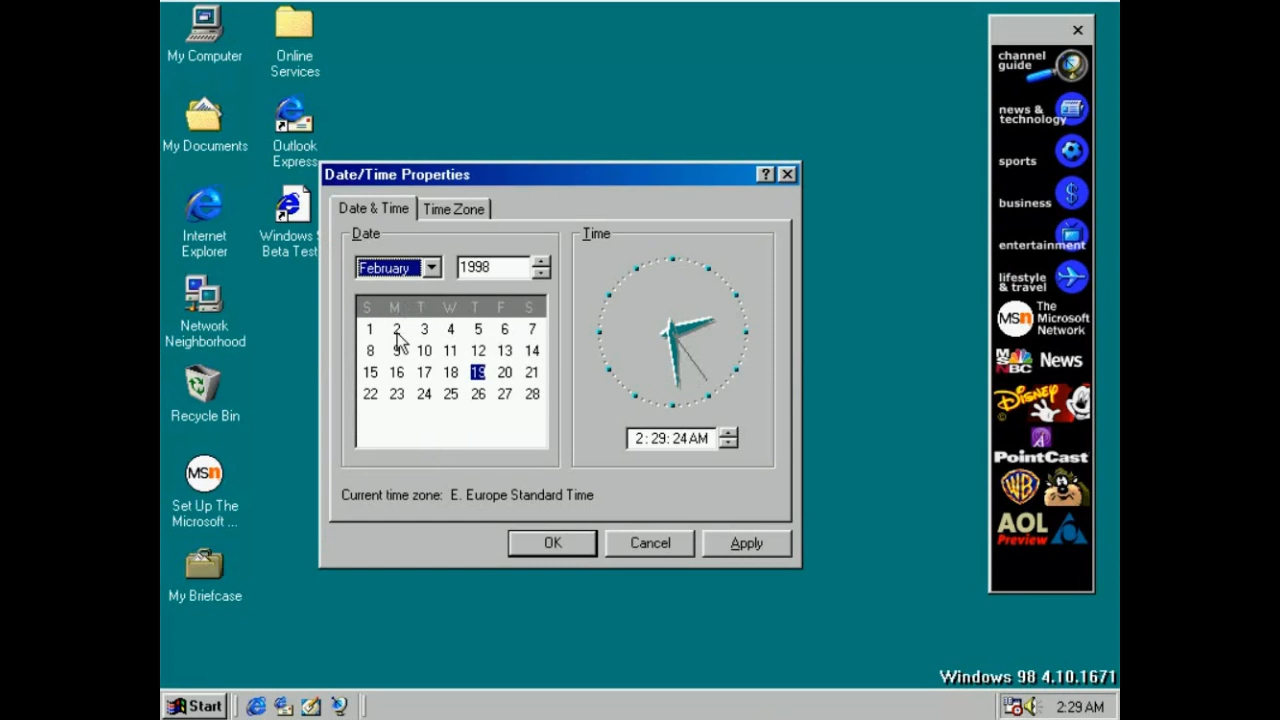 My Computer
Online
Services
My Documents
Outlook
Express
Internet
Explorer
Windows
Beta Test
Network
Neighborhood
Recycle Bin
MSn
Set Up The
Microsoft ...
My Briefcase
Date/Time Properties
Date & Time
Time Zone
Date
February
1998
S M T W T F S
1 2 3 4 5 6 7
8 9 10 11 12 13 14
15 16 17 18 19 20 21
22 23 24 25 26 27 28
Time
2:29:24 AM
Current time zone: E. Europe Standard Time
OK
Cancel
Apply
channel
guide
news &
technology
sports
business
entertainment
lifestyle
& travel
MSn
The
Microsoft
Network
MS
NBC
News
Disney
PointCast
WB
AOL
Preview
Windows 98 4.10.1671
Start
2:29 AM